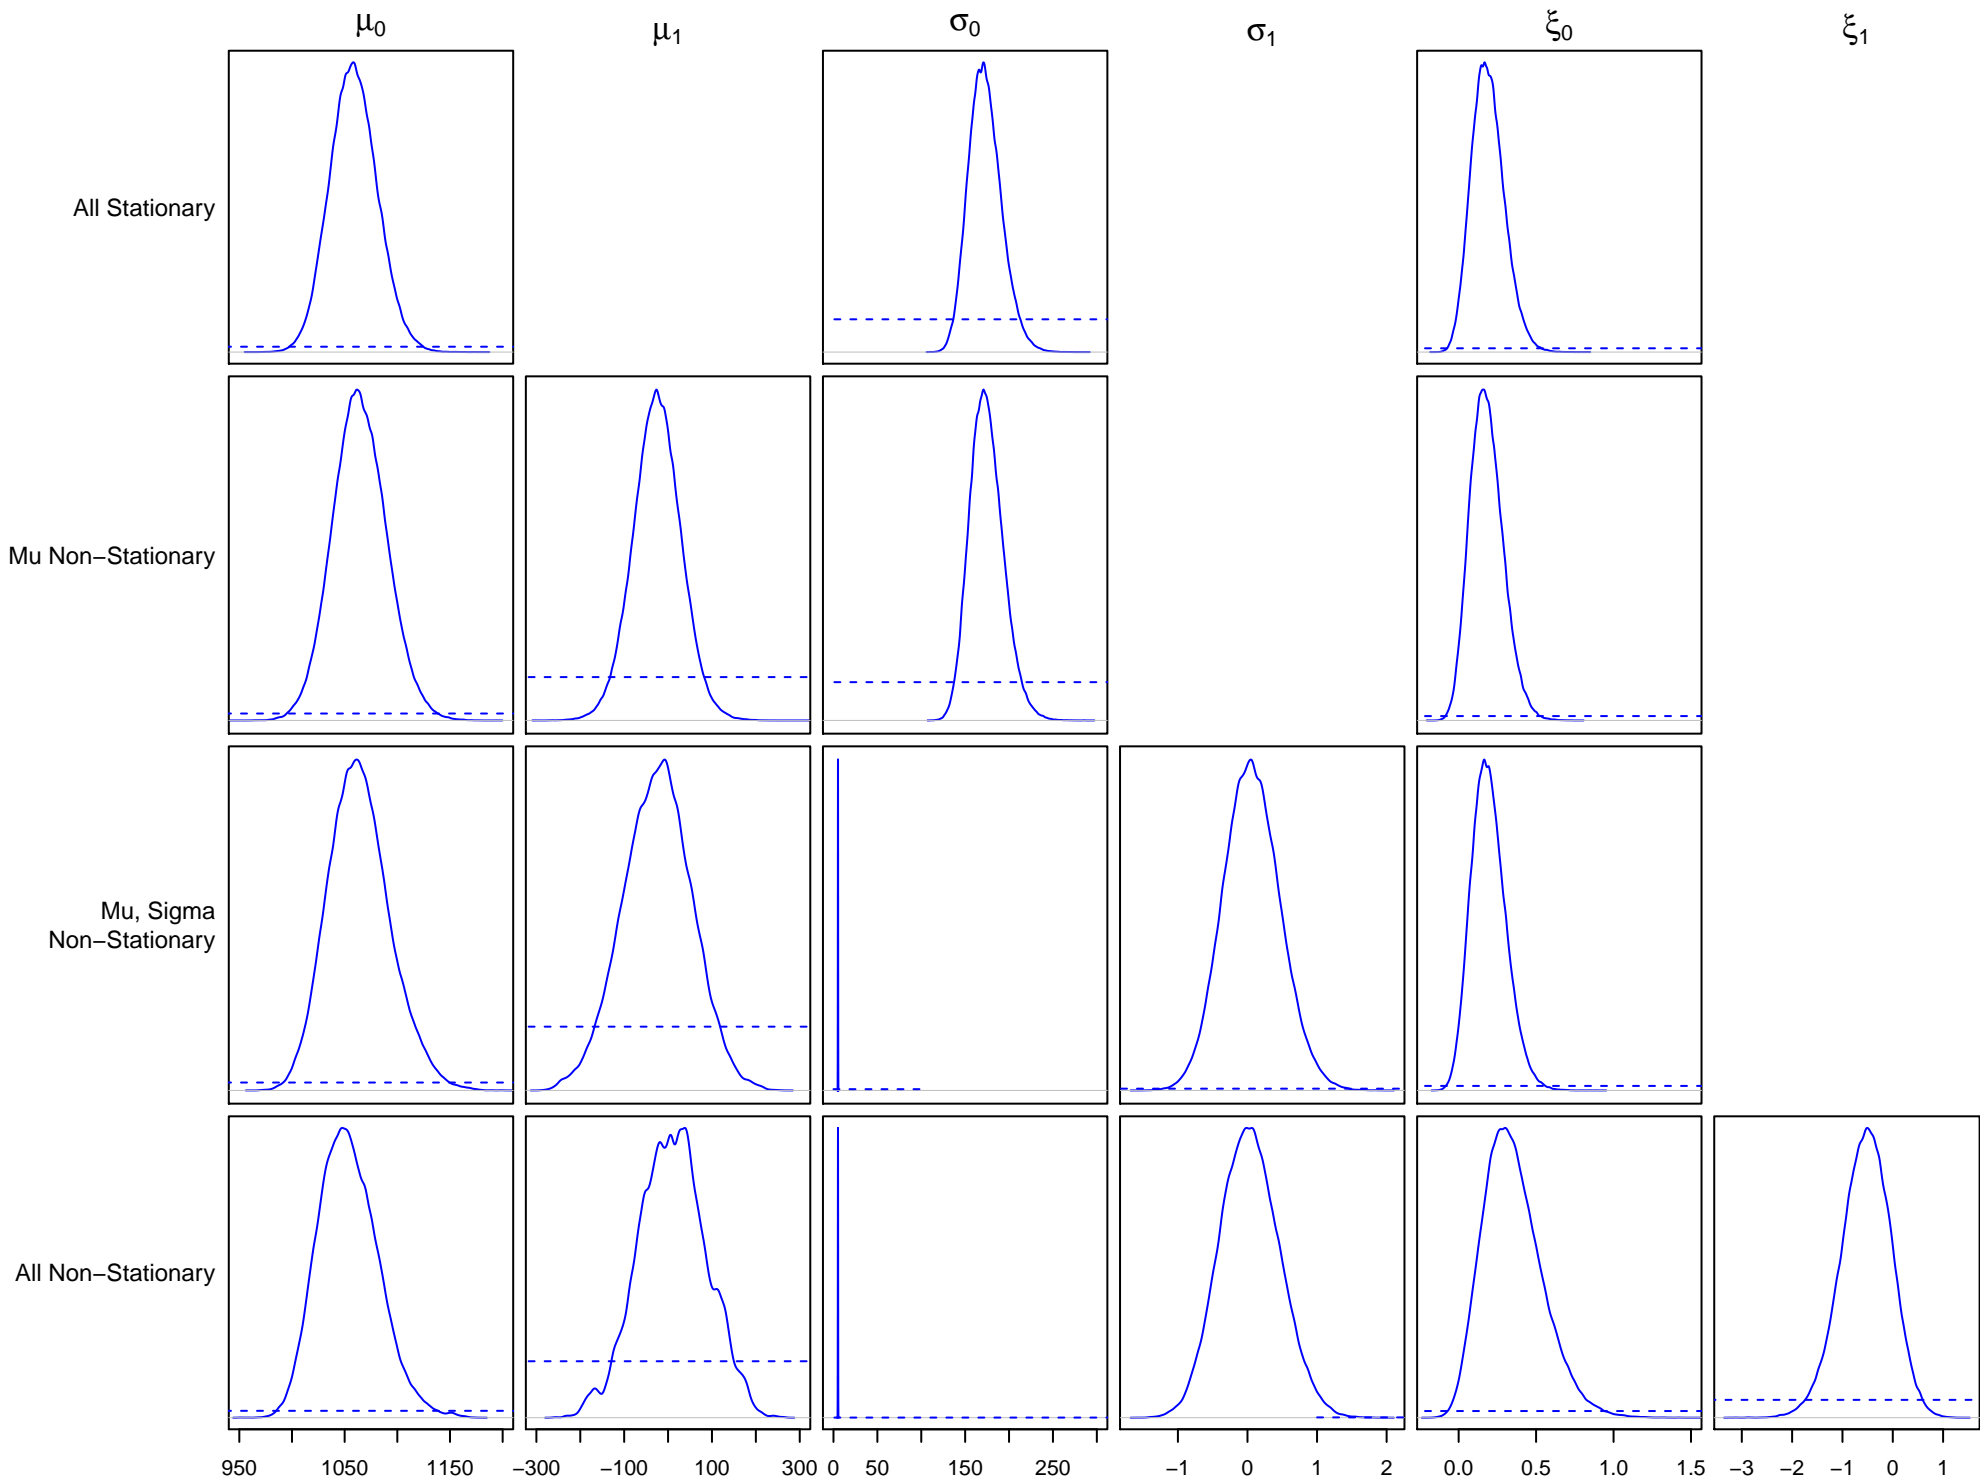 μ0 μ1 σ0 σ1 ξ0 ξ1
All Stationary
Mu Non−Stationary
Mu, Sigma
Non−Stationary
All Non−Stationary
950 1050 1150 −300 −100 100 300 0 50 150 250 −1 0 1 2 0.0 0.5 1.0 1.5 −3 −2 −1 0 1